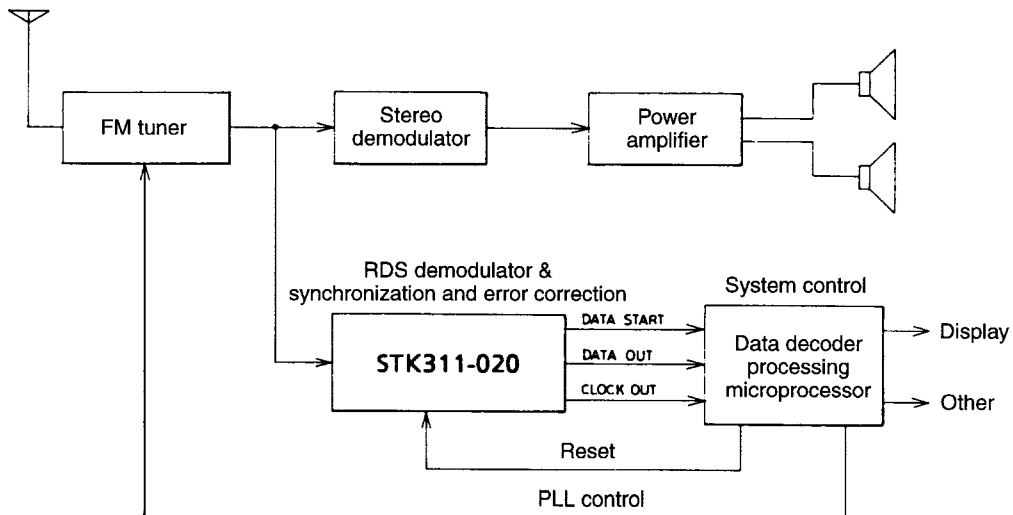 FM tuner
Stereo
demodulator
Power
amplifier
RDS demodulator &
synchronization and error correction
System control
STK311-020
DATA START
DATA OUT
CLOCK OUT
Data decoder
processing
microprocessor
Display
Other
Reset
PLL control